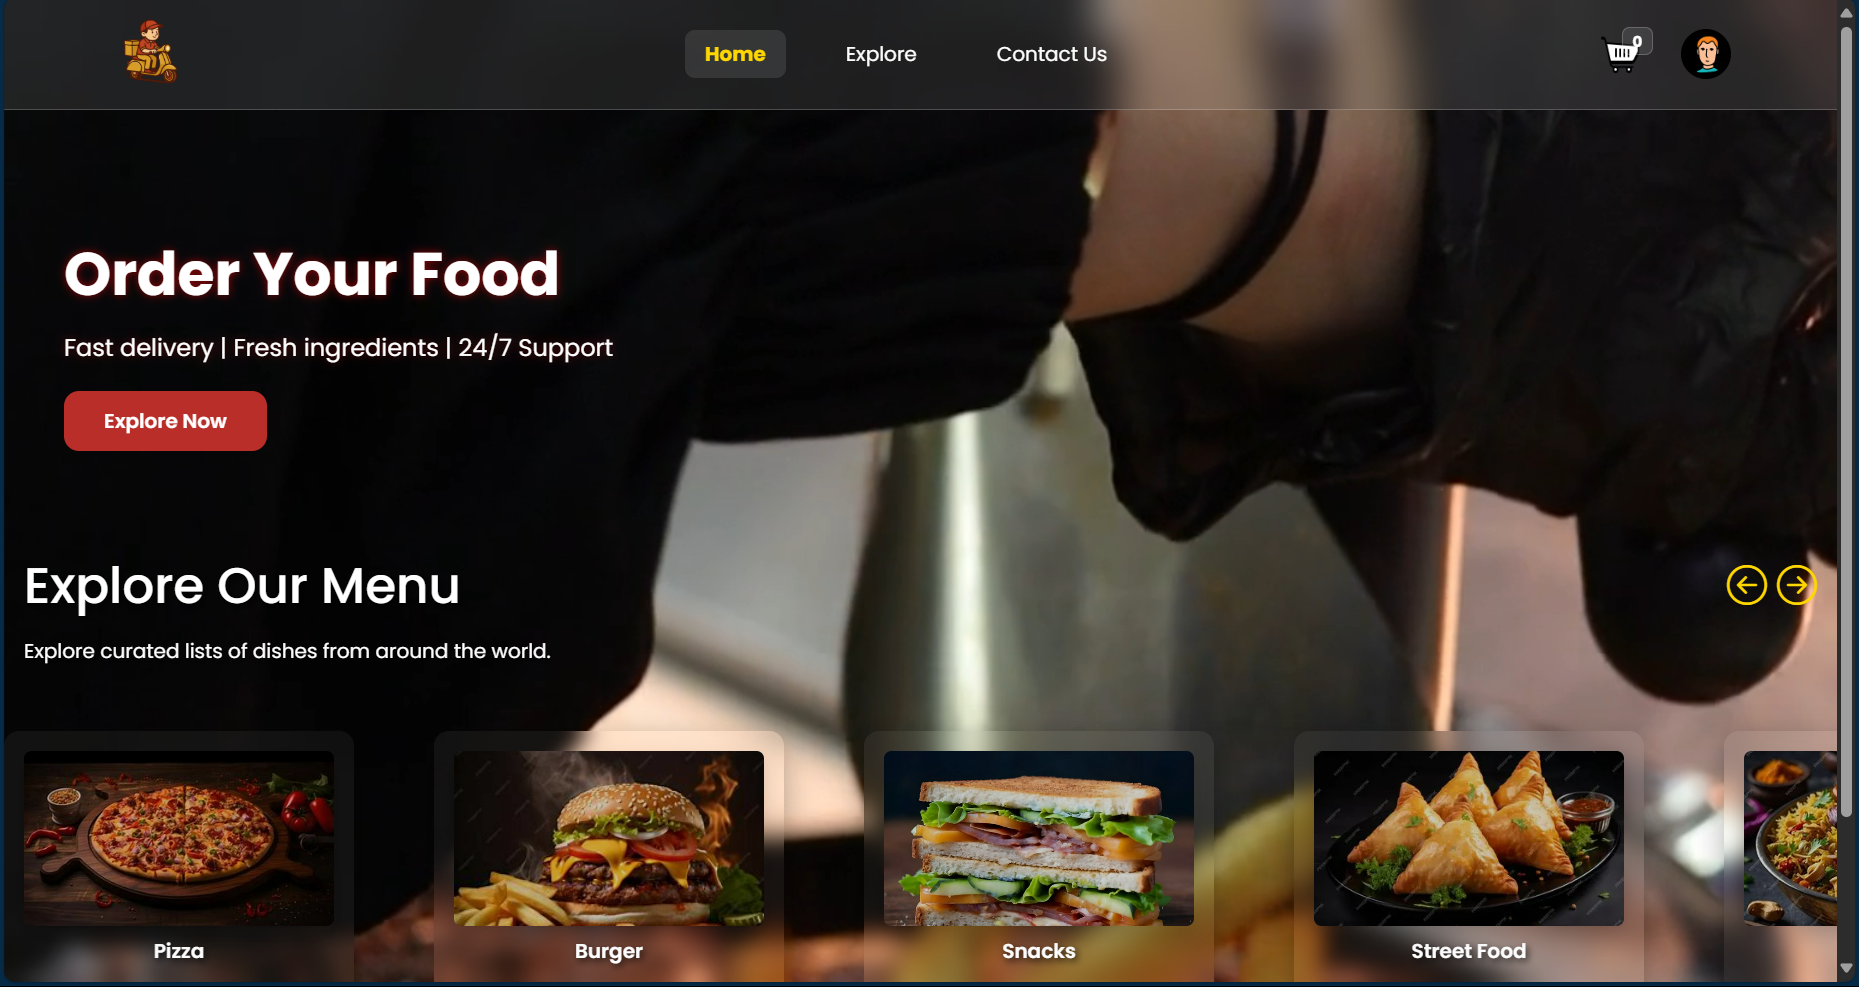 Home
Explore
Contact Us
0
Order Your Food
Fast delivery | Fresh ingredients | 24/7 Support
Explore Now
Explore Our Menu
Explore curated lists of dishes from around the world.
Pizza
Burger
Snacks
Street Food